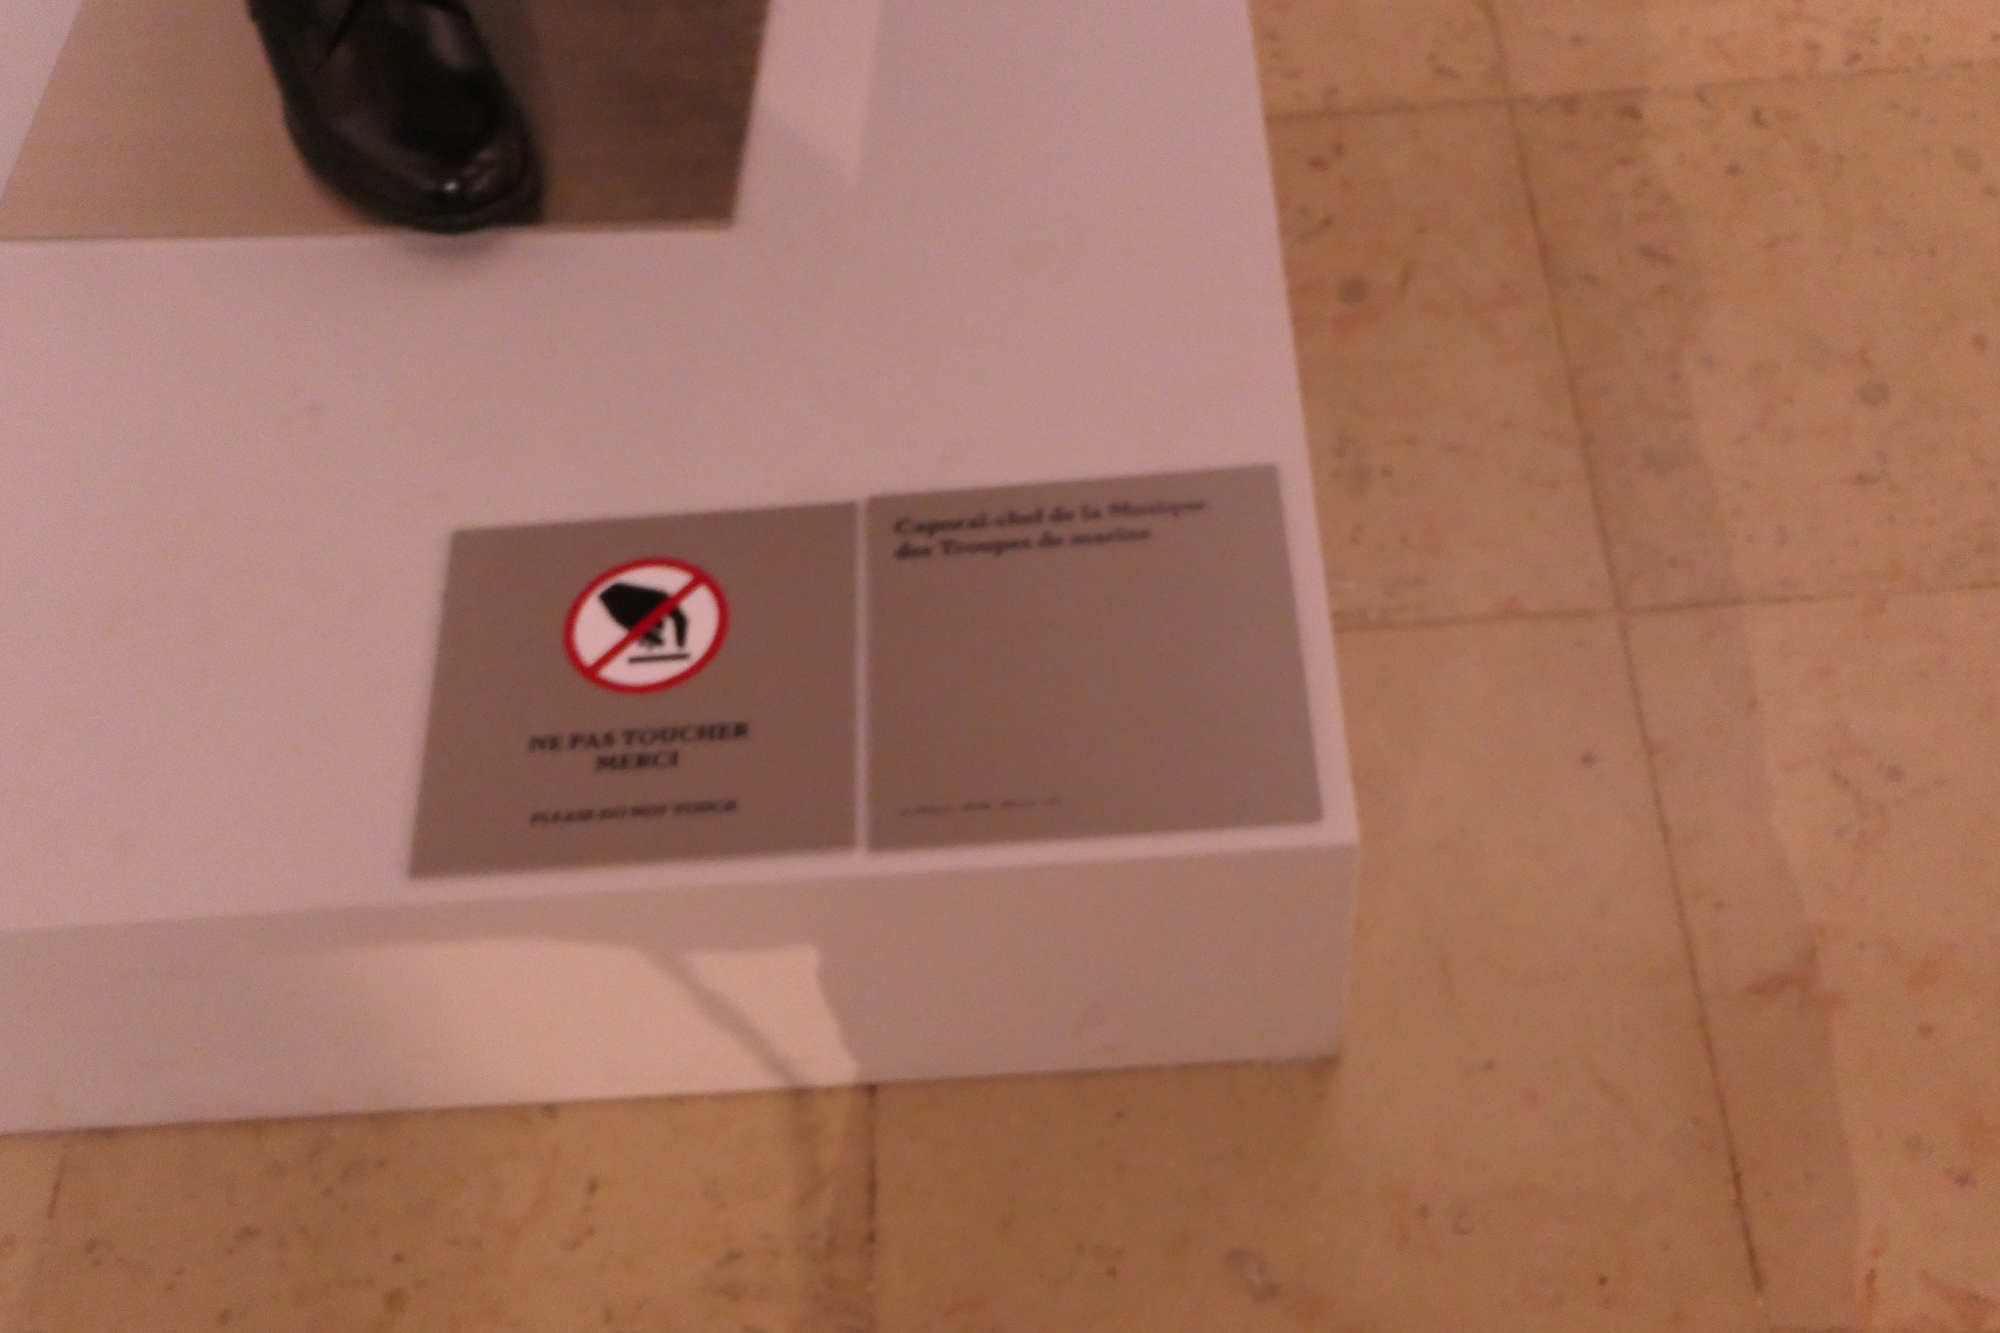 NE PAS TOUCHER
MERCI
PLEASE DO NOT TOUCH
Caporal-chef de la Musique
des Troupes de marine